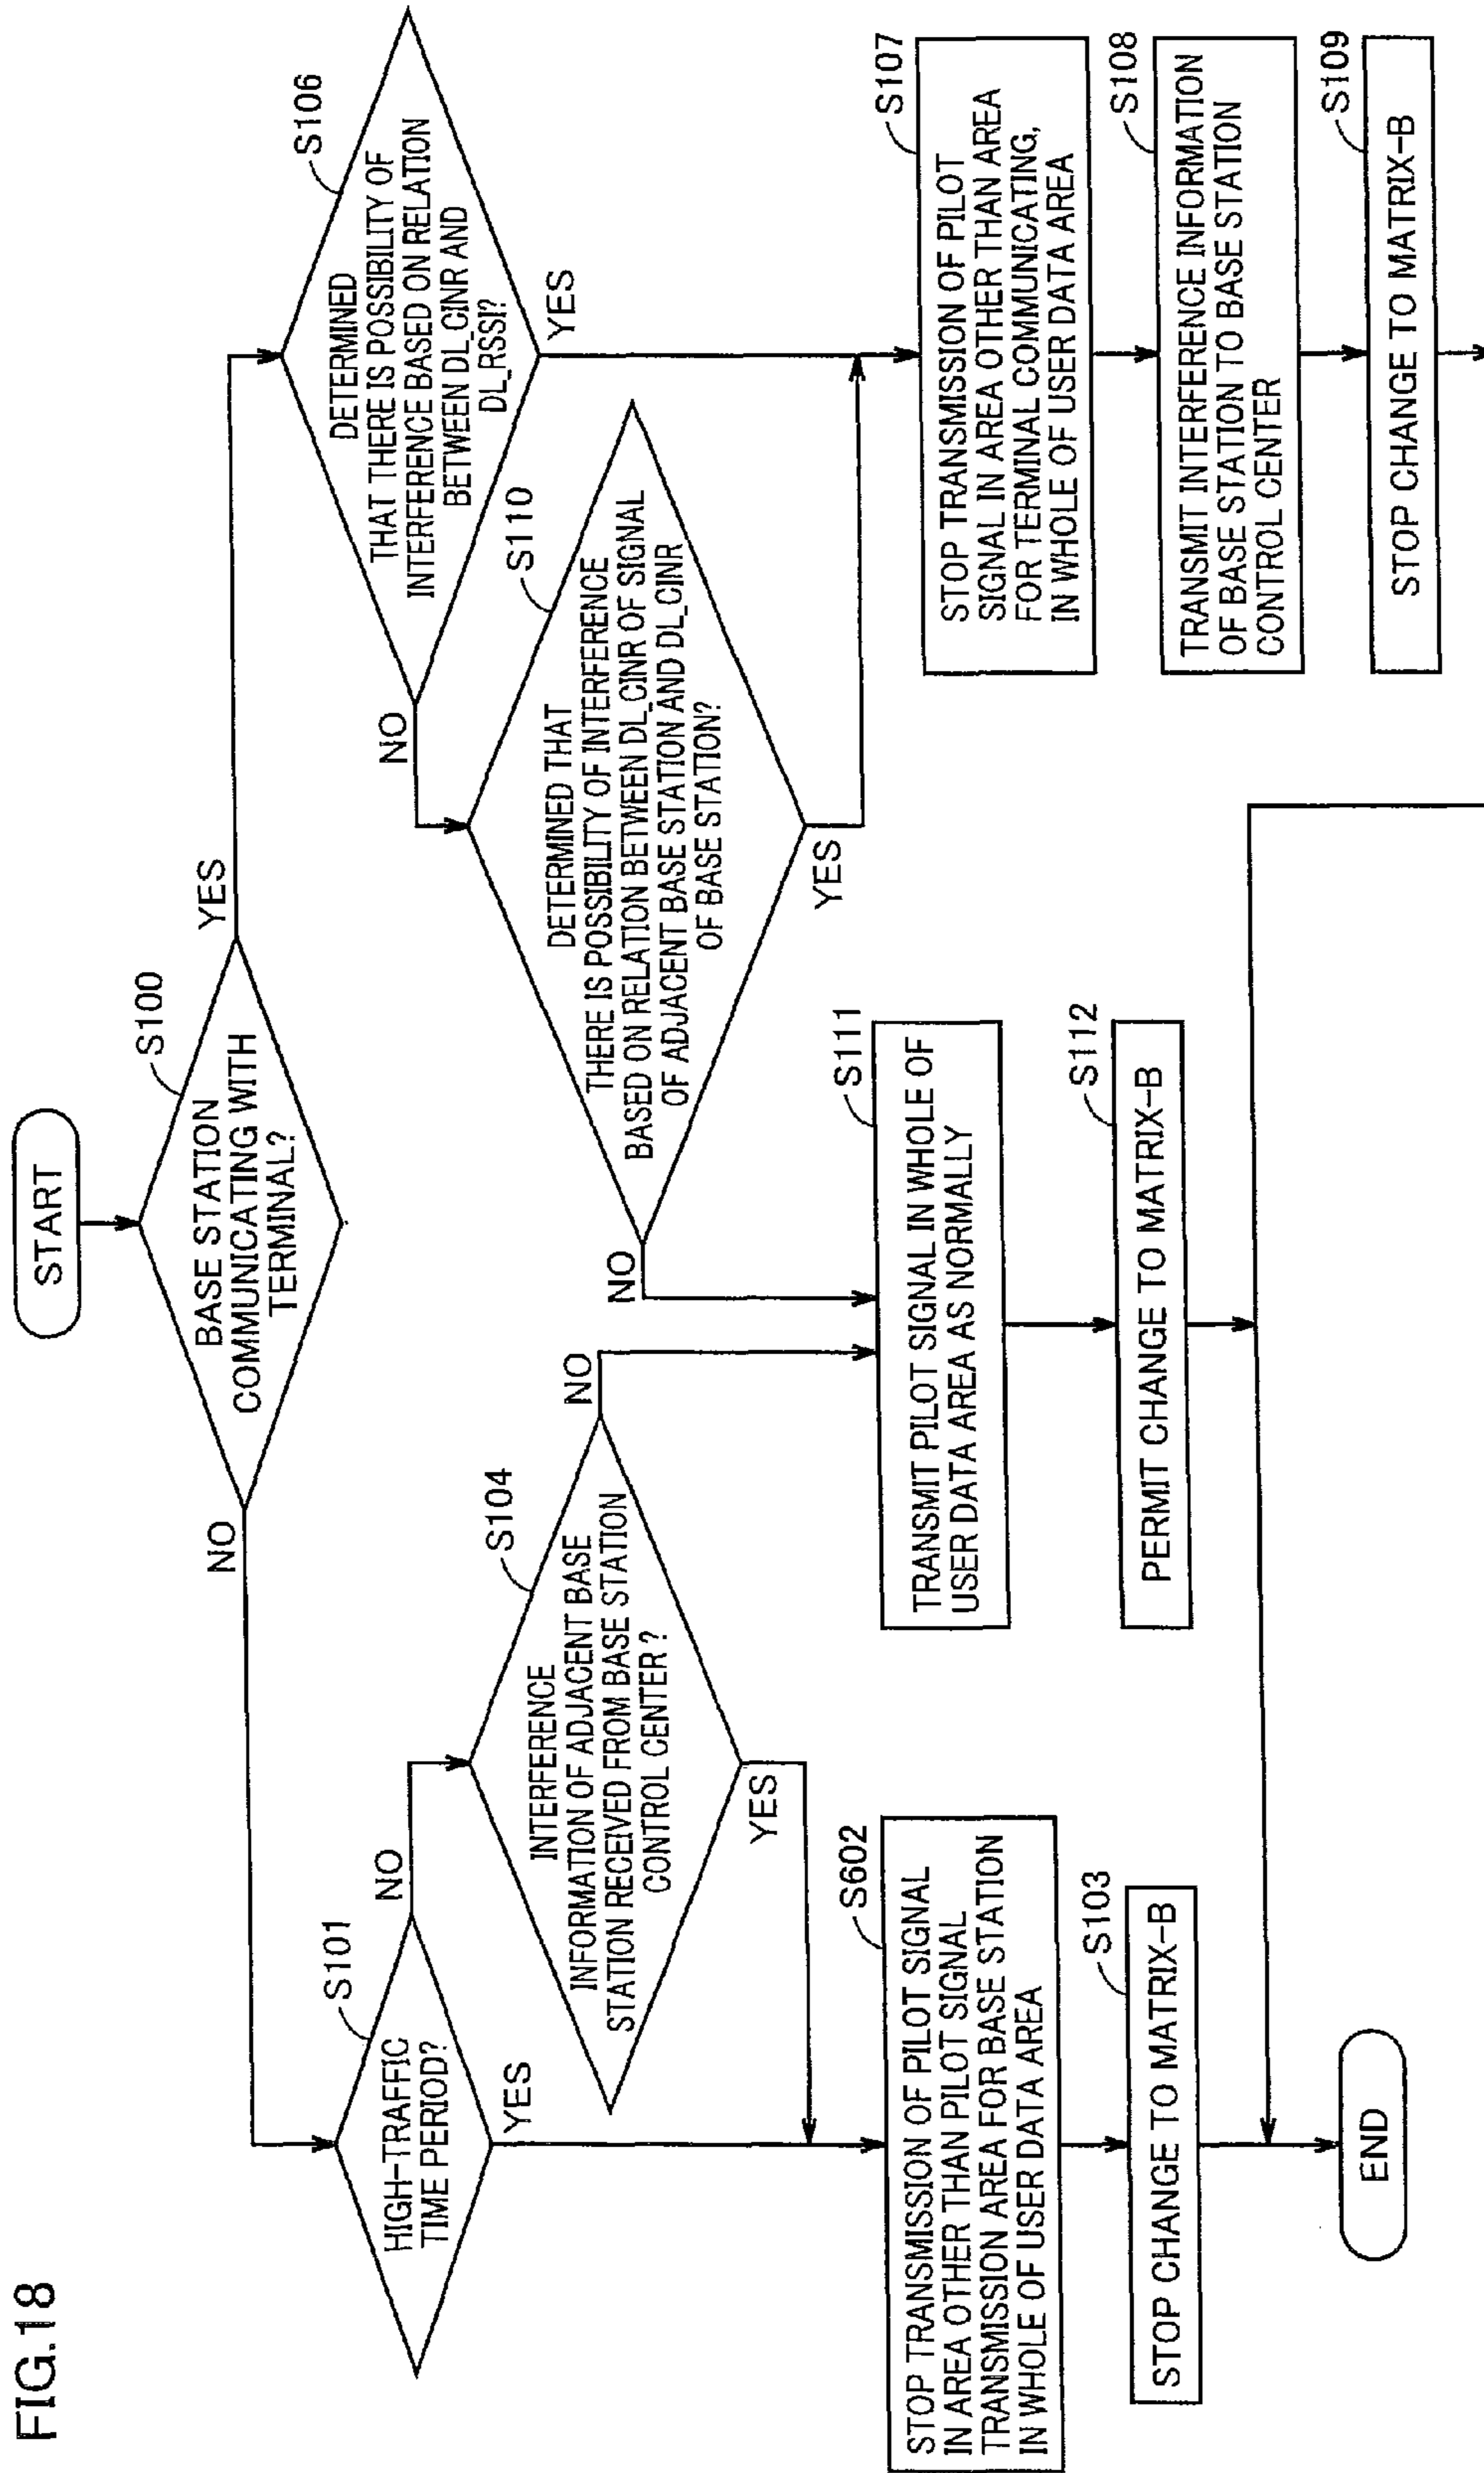 FIG.18
START
BASE STATION
COMMUNICATING WITH
TERMINAL?
S100
NO
YES
HIGH-TRAFFIC
TIME PERIOD?
S101
NO
YES
INTERFERENCE
INFORMATION OF ADJACENT BASE
STATION RECEIVED FROM BASE STATION
CONTROL CENTER ?
S104
NO
YES
STOP TRANSMISSION OF PILOT SIGNAL
IN AREA OTHER THAN PILOT SIGNAL
TRANSMISSION AREA FOR BASE STATION
IN WHOLE OF USER DATA AREA
S602
STOP CHANGE TO MATRIX-B
S103
END
DETERMINED
THAT THERE IS POSSIBILITY OF
INTERFERENCE BASED ON RELATION
BETWEEN DL_CINR AND
DL_RSSI?
S106
NO
YES
DETERMINED THAT
THERE IS POSSIBILITY OF INTERFERENCE
BASED ON RELATION BETWEEN DL_CINR OF SIGNAL
OF ADJACENT BASE STATION AND DL_CINR
OF BASE STATION?
S110
NO
YES
TRANSMIT PILOT SIGNAL IN WHOLE OF
USER DATA AREA AS NORMALLY
S111
PERMIT CHANGE TO MATRIX-B
S112
STOP TRANSMISSION OF PILOT
SIGNAL IN AREA OTHER THAN AREA
FOR TERMINAL COMMUNICATING,
IN WHOLE OF USER DATA AREA
S107
TRANSMIT INTERFERENCE INFORMATION
OF BASE STATION TO BASE STATION
CONTROL CENTER
S108
STOP CHANGE TO MATRIX-B
S109